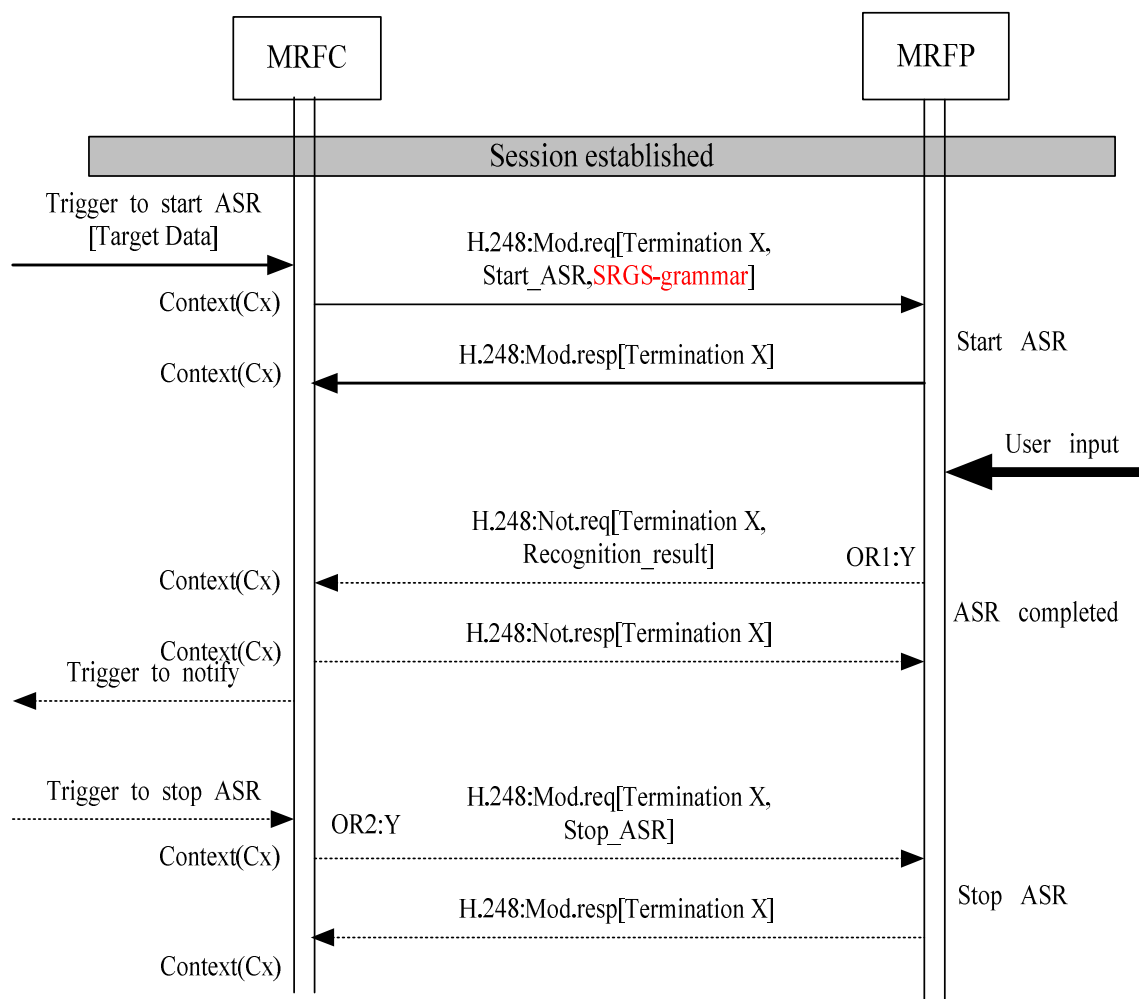 MRFC
MRFP
Session established
Trigger to start ASR
[Target Data]
H.248:Mod.req[Termination X,
Start_ASR,SRGS-grammar]
Context(Cx)
Start ASR
H.248:Mod.resp[Termination X]
Context(Cx)
User input
H.248:Not.req[Termination X,
Recognition_result]
OR1:Y
Context(Cx)
ASR completed
H.248:Not.resp[Termination X]
Context(Cx)
Trigger to notify
Trigger to stop ASR
H.248:Mod.req[Termination X,
Stop_ASR]
OR2:Y
Context(Cx)
Stop ASR
H.248:Mod.resp[Termination X]
Context(Cx)